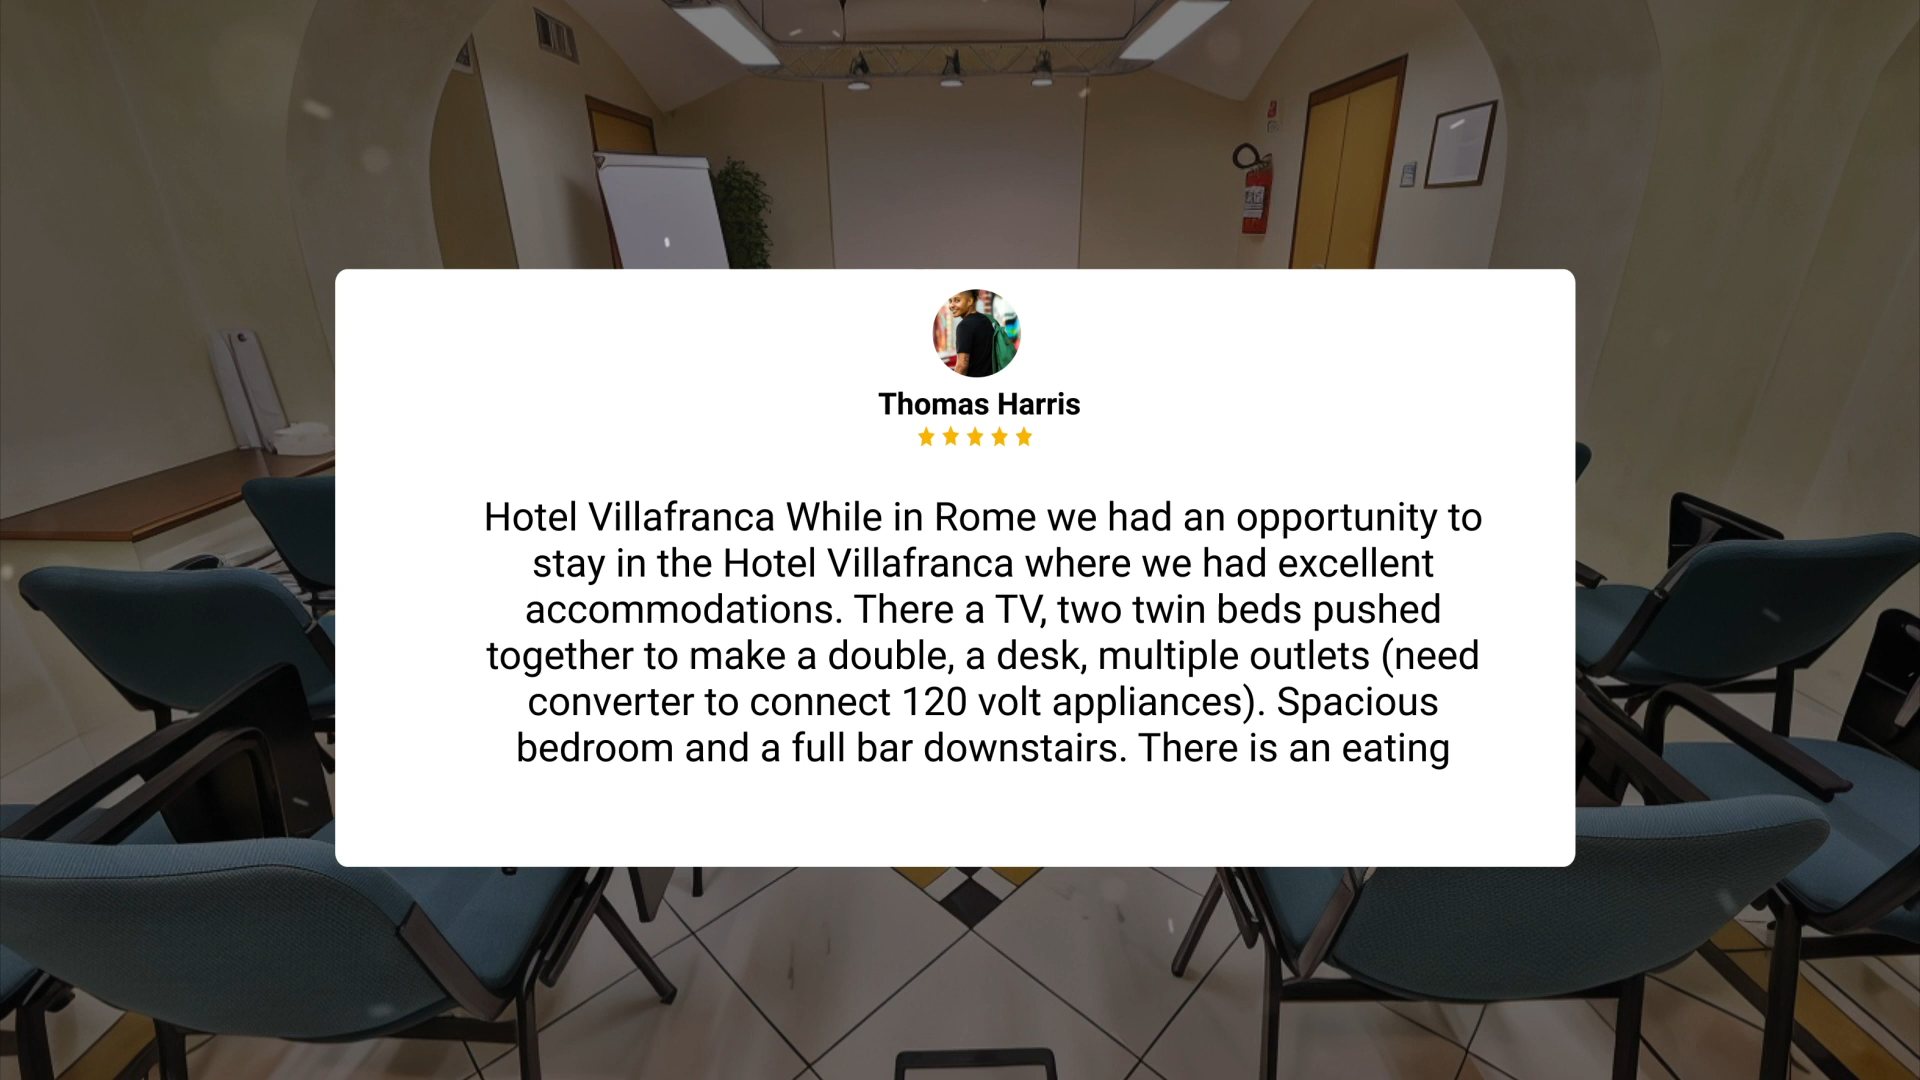 Thomas Harris
Hotel Villafranca While in Rome we had an opportunity to
stay in the Hotel Villafranca where we had excellent
accommodations. There a TV, two twin beds pushed
together to make a double, a desk, multiple outlets (need
converter to connect 120 volt appliances). Spacious
bedroom and a full bar downstairs. There is an eating